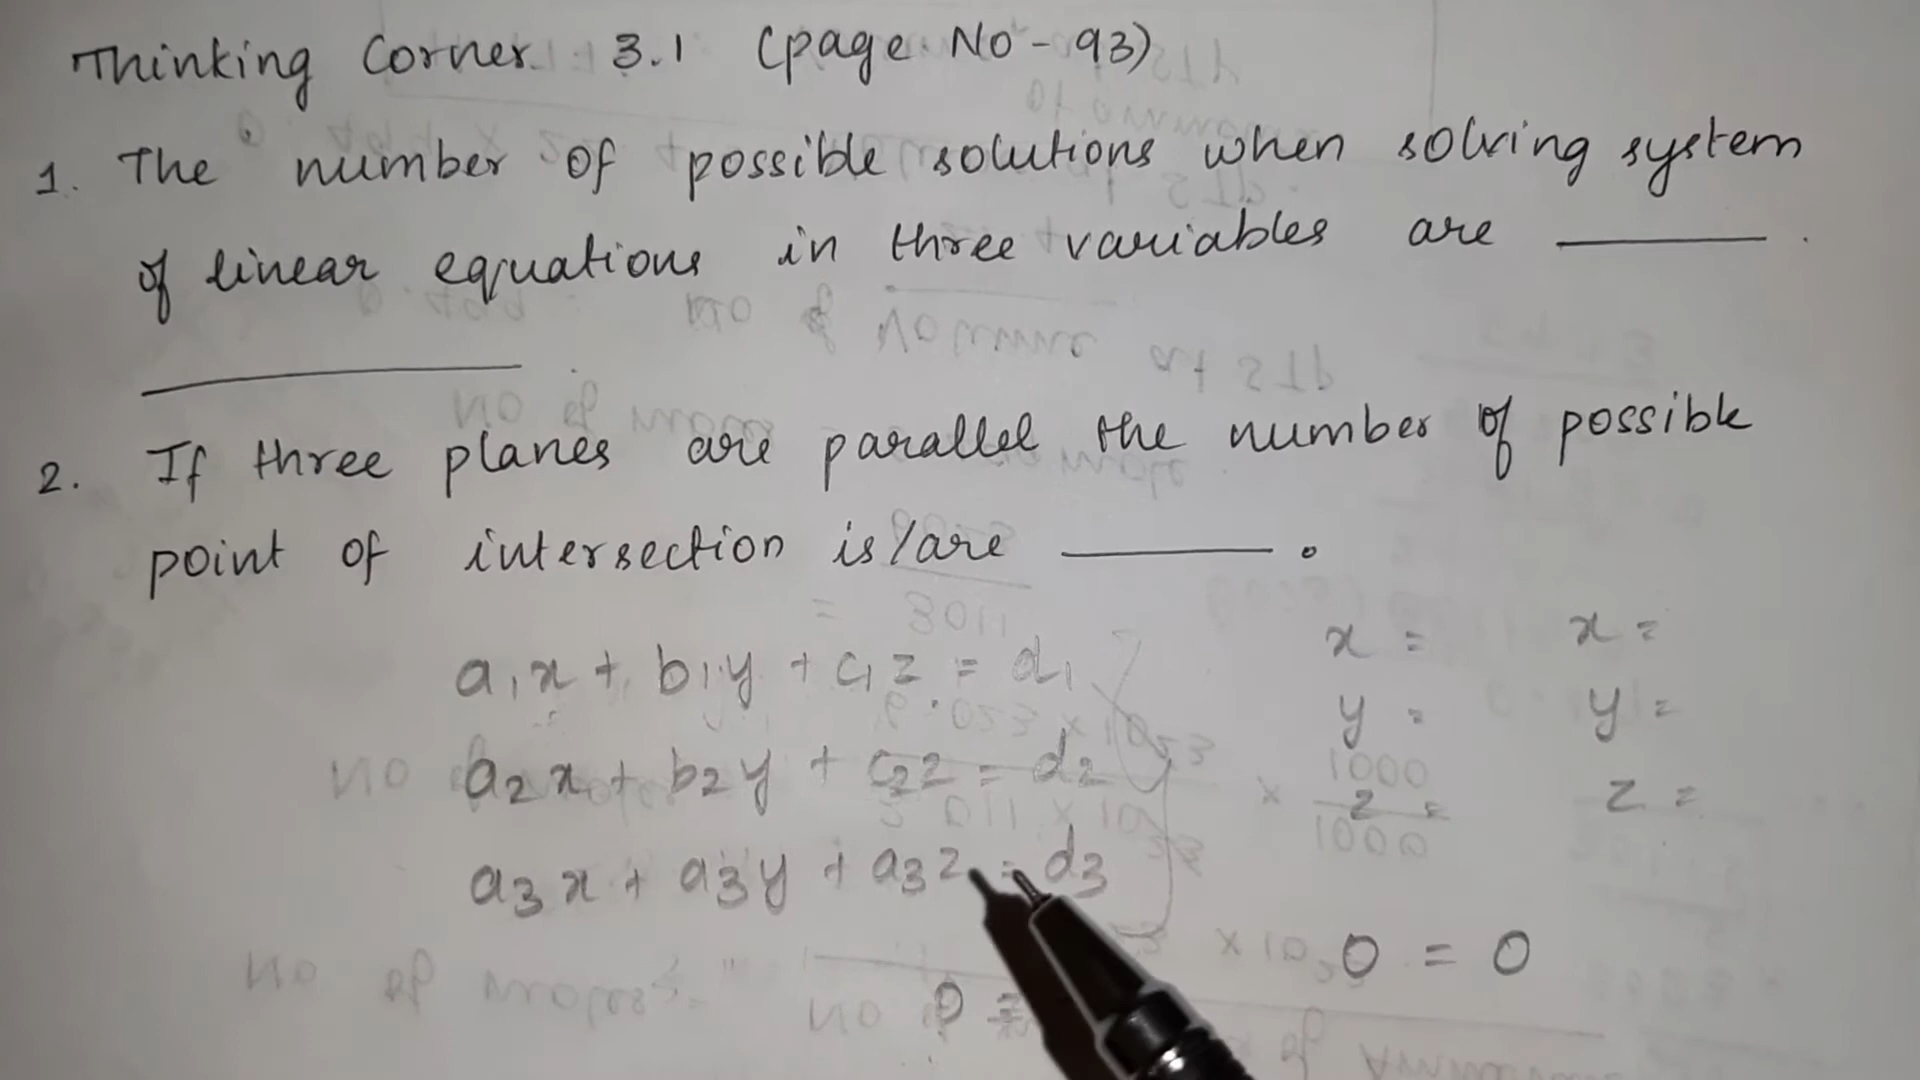 Thinking Corner 3.1 (page No - 93)
1. The number of possible solutions when solving system
of linear equations in three variables are ______ .
______
2. If three planes are parallel the number of possible
point of intersection is/are ______ .
a₁x + b₁y + c₁z = d₁
x = x =
y = y =
a₂x + b₂y + c₂z = d₂
z = z =
a₃x + a₃y + a₃z = d₃
0 = 0
0 =